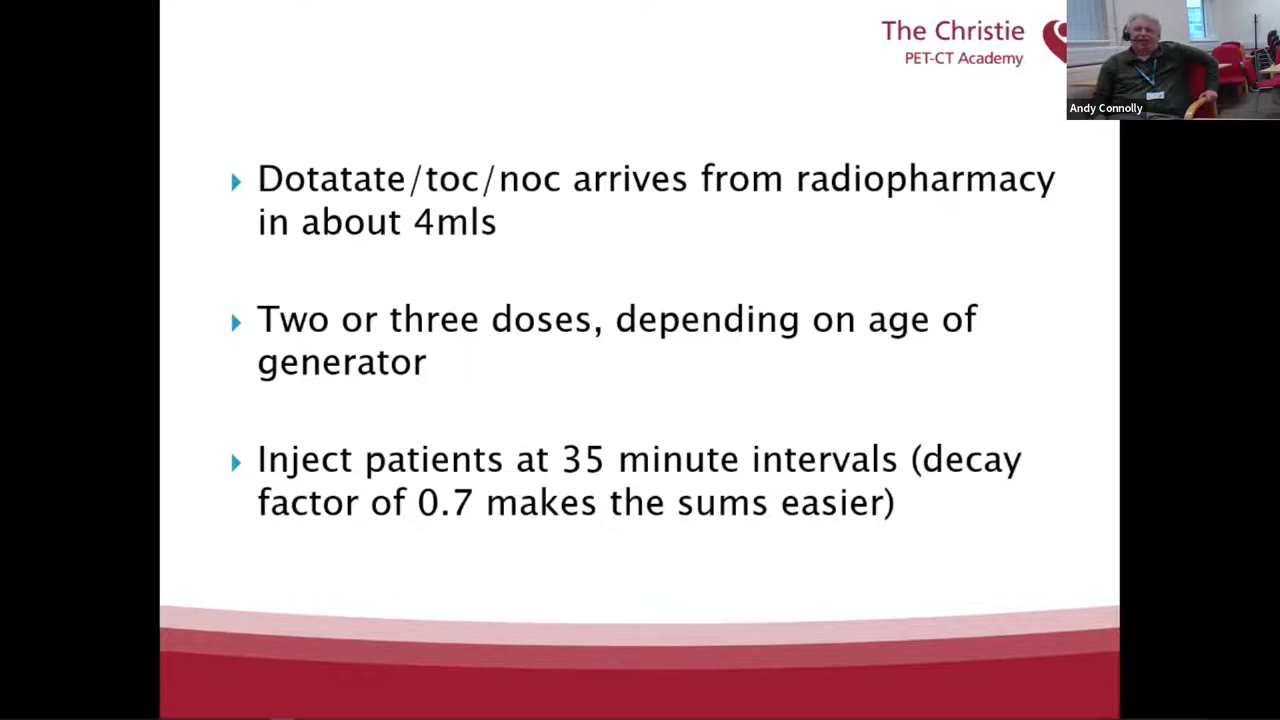 The Christie
PET-CT Academy
Andy Connolly
Dotatate/toc/noc arrives from radiopharmacy
in about 4mls
Two or three doses, depending on age of
generator
Inject patients at 35 minute intervals (decay
factor of 0.7 makes the sums easier)